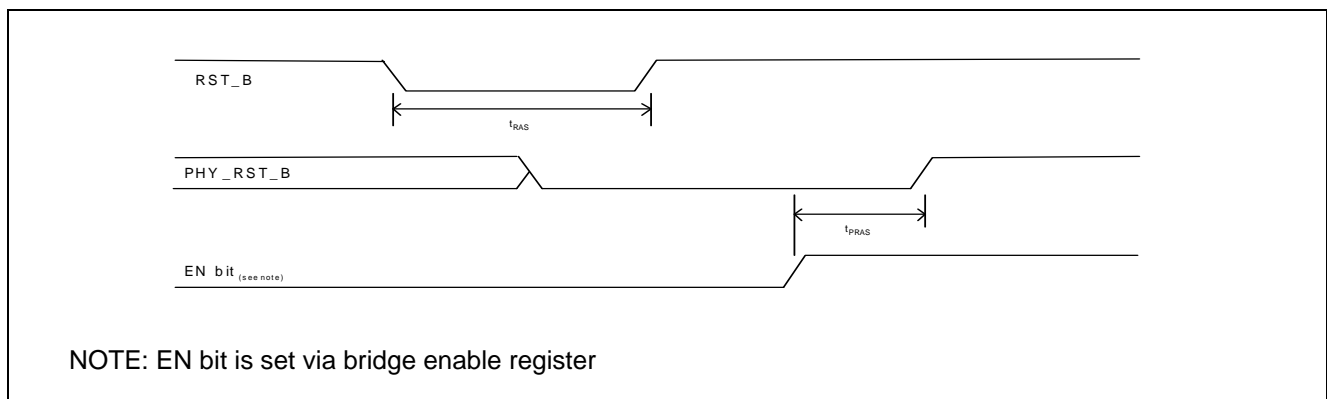 RST_B
tRAS
PHY_RST_B
tPRAS
EN bit (see note)
NOTE: EN bit is set via bridge enable register